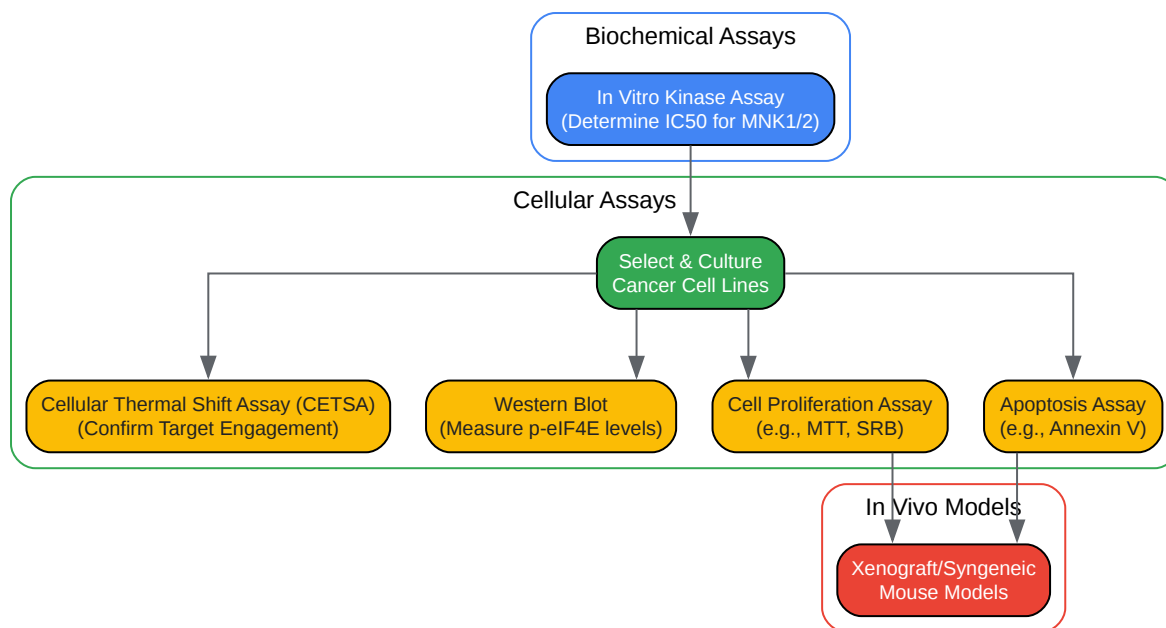 Biochemical Assays
In Vitro Kinase Assay
(Determine IC50 for MNK1/2)
Cellular Assays
Select & Culture
Cancer Cell Lines
Cellular Thermal Shift Assay (CETSA)
(Confirm Target Engagement)
Western Blot
(Measure p-eIF4E levels)
Cell Proliferation Assay
(e.g., MTT, SRB)
Apoptosis Assay
(e.g., Annexin V)
In Vivo Models
Xenograft/Syngeneic
Mouse Models